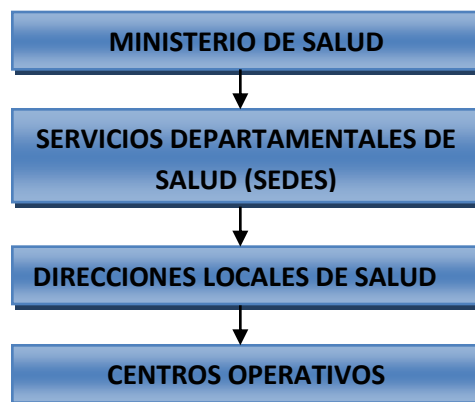 MINISTERIO DE SALUD
SERVICIOS DEPARTAMENTALES DE
SALUD (SEDES)
DIRECCIONES LOCALES DE SALUD
CENTROS OPERATIVOS